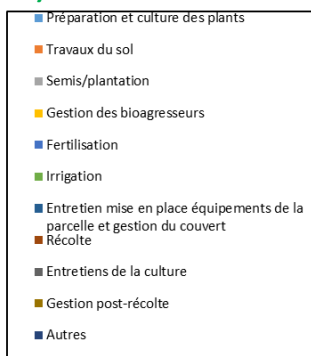 Préparation et culture des plants
Travaux du sol
Semis/plantation
Gestion des bioagresseurs
Fertilisation
Irrigation
Entretien mise en place équipements de la
parcelle et gestion du couvert
Récolte
Entretiens de la culture
Gestion post-récolte
Autres